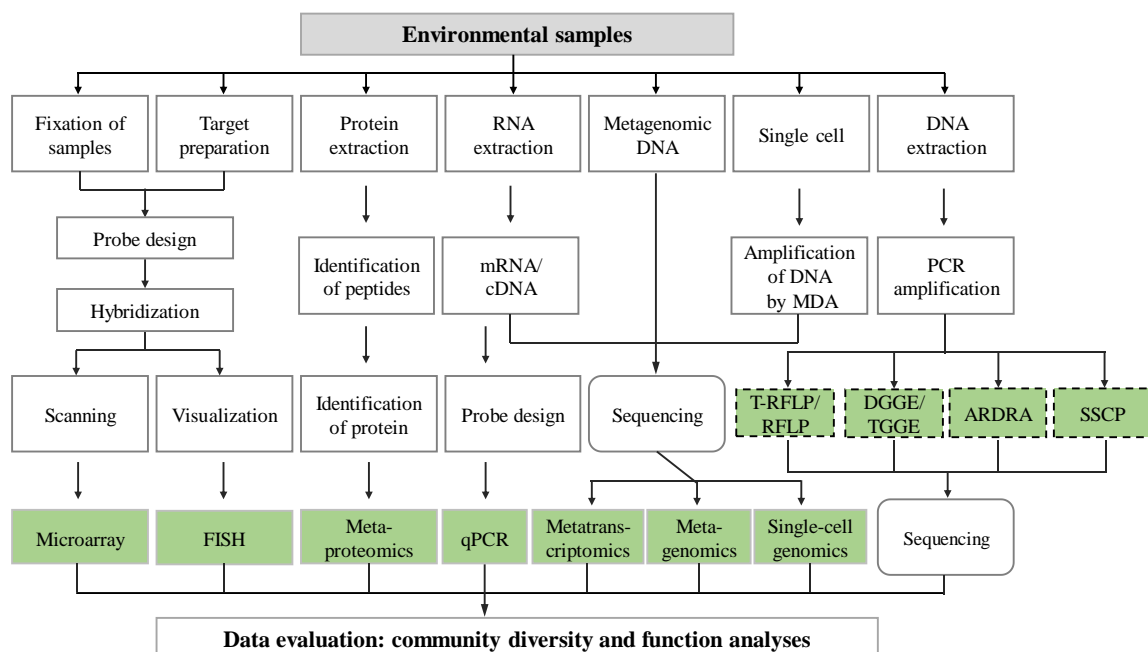 Environmental samples
Fixation of
samples
Target
preparation
Protein
extraction
RNA
extraction
Metagenomic
DNA
Single cell
DNA
extraction
Probe design
Identification
of peptides
mRNA/
cDNA
Amplification
of DNA
by MDA
PCR
amplification
Hybridization
Scanning
Visualization
Identification
of protein
Probe design
Sequencing
T-RFLP/
RFLP
DGGE/
TGGE
ARDRA
SSCP
Microarray
FISH
Meta-
proteomics
qPCR
Metatrans-
criptomics
Meta-
genomics
Single-cell
genomics
Sequencing
Data evaluation: community diversity and function analyses